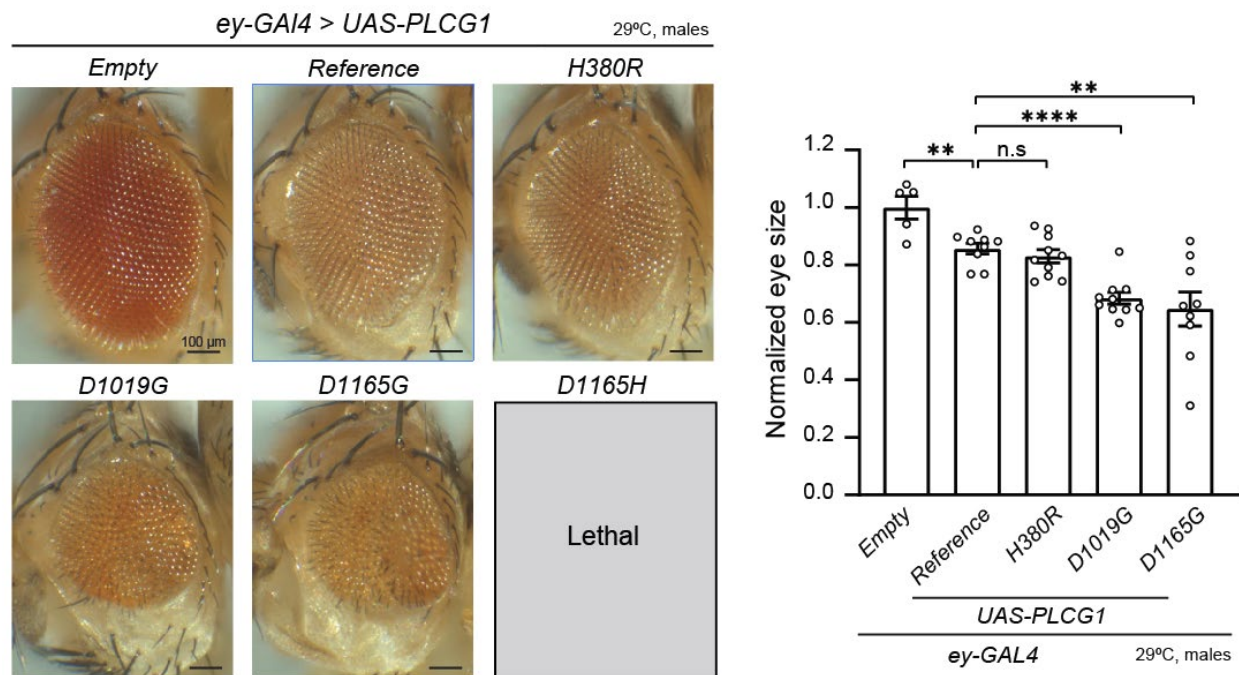 ey-GAl4 > UAS-PLCG1
29ºC, males
Empty
Reference
H380R
100 µm
D1019G
D1165G
D1165H
Lethal
**
****
**
n.s
1.2
1.0
0.8
0.6
0.4
0.2
0.0
Normalized eye size
Empty
Reference
H380R
D1019G
D1165G
UAS-PLCG1
ey-GAL4
29ºC, males